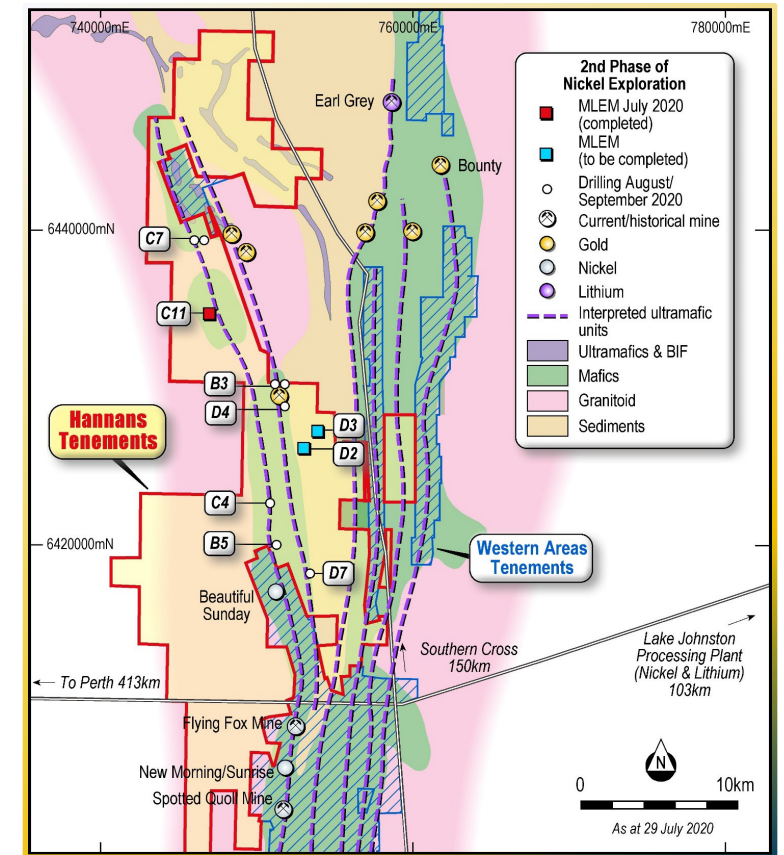 740000mE
760000mE
780000mE
2nd Phase of
Nickel Exploration
MLEM July 2020
(completed)
MLEM
(to be completed)
Drilling August/
September 2020
Current/historical mine
Gold
Nickel
Lithium
Interpreted ultramafic
units
Ultramafics & BIF
Mafics
Granitoid
Sediments
Earl Grey
Bounty
6440000mN
C7
C11
B3
D4
Hannans
Tenements
D3
D2
C4
6420000mN
B5
D7
Western Areas
Tenements
Beautiful
Sunday
Southern Cross
150km
Lake Johnston
Processing Plant
(Nickel & Lithium)
103km
To Perth 413km
Flying Fox Mine
New Morning/Sunrise
Spotted Quoll Mine
N
0
10km
As at 29 July 2020